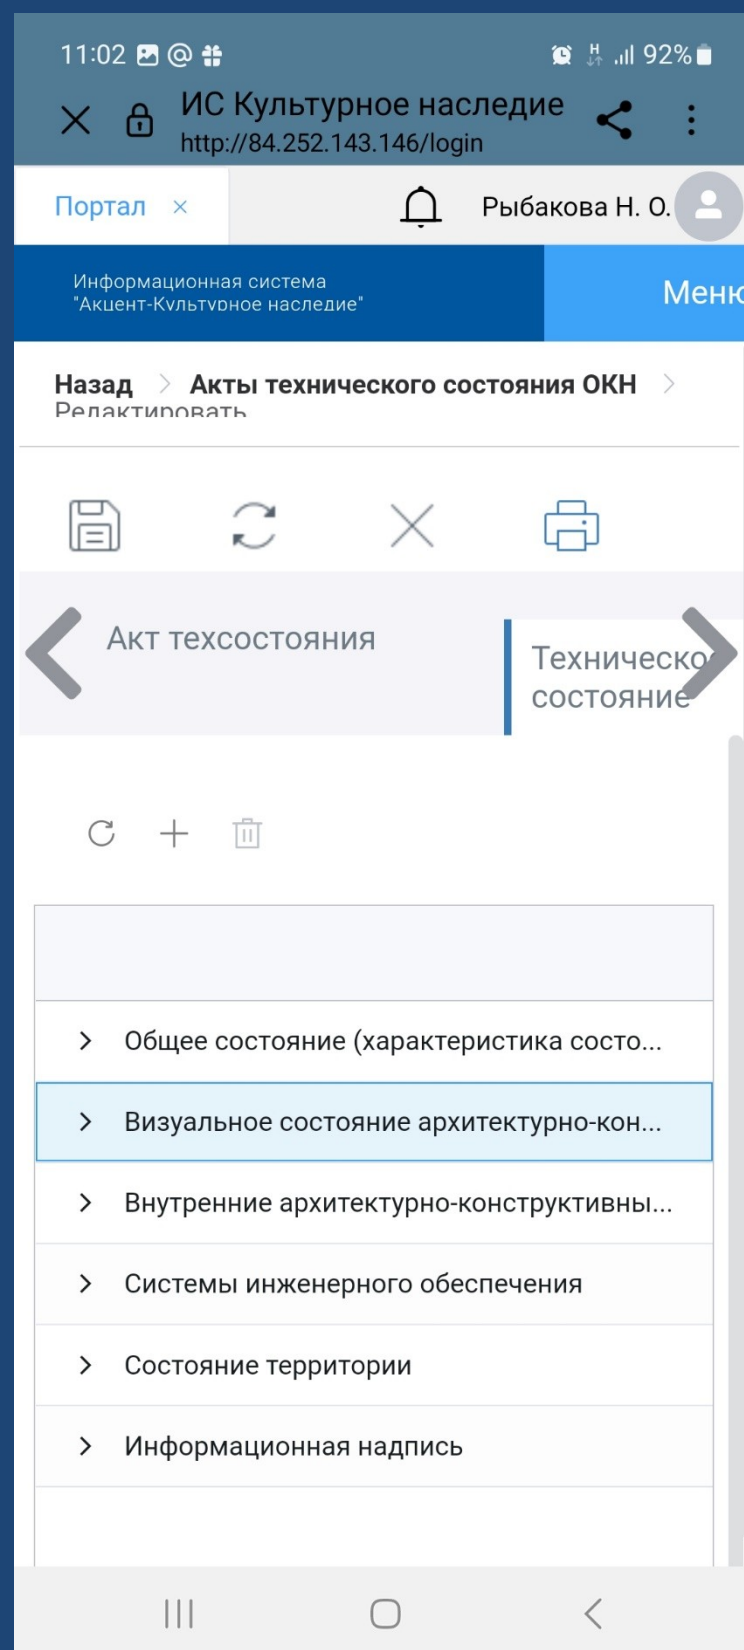 11:02 @ 92%
ИС Культурное наследие
http://84.252.143.146/login
Портал × Рыбакова Н. О.
Информационная система
"Акцент-Культурное наследие"
Меню
Назад > Акты технического состояния ОКН >
Редактировать
Акт техсостояния
Техническое
состояние
Общее состояние (характеристика состо...
Визуальное состояние архитектурно-кон...
Внутренние архитектурно-конструктивны...
Системы инженерного обеспечения
Состояние территории
Информационная надпись